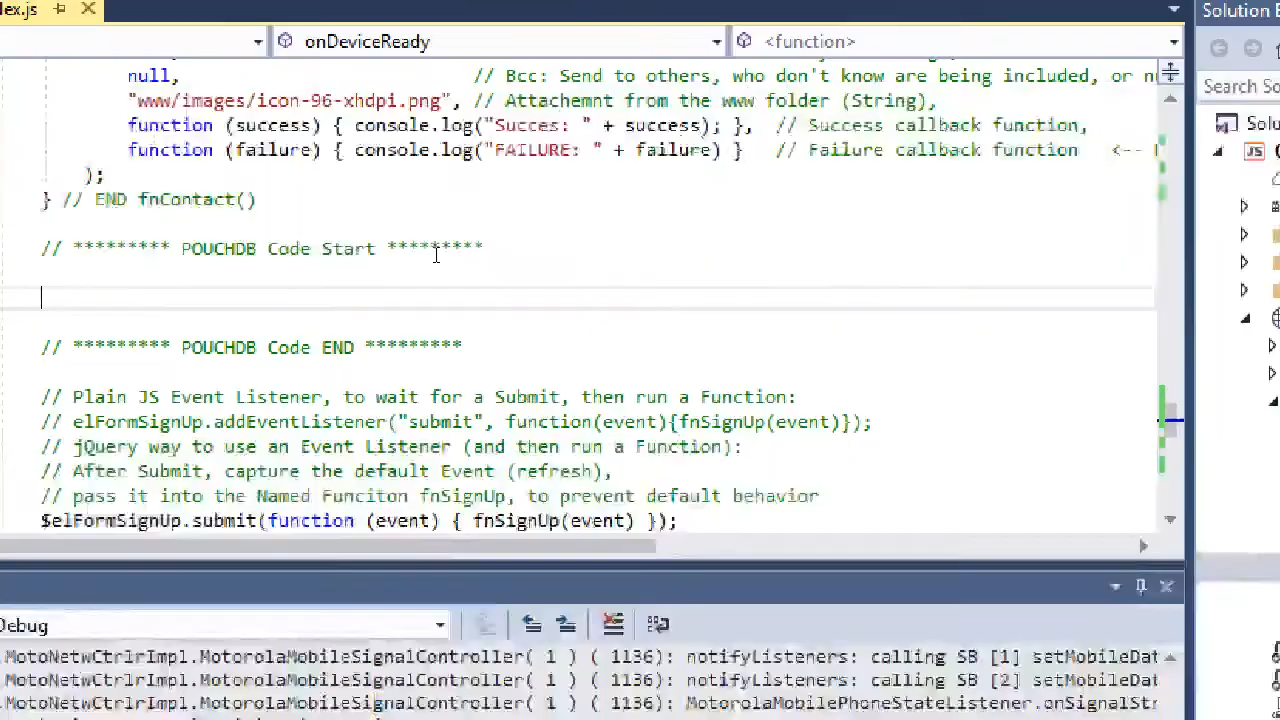 ex.js
onDeviceReady
<function>
Solution E
null, // Bcc: Send to others, who don't know are being included, or nu
"www/images/icon-96-xhdpi.png", // Attachemnt from the www folder (String),
function (success) { console.log("Succes: " + success); }, // Success callback function,
function (failure) { console.log("FAILURE: " + failure) } // Failure callback function <--
);
} // END fnContact()
// ********* POUCHDB Code Start *********
// ********* POUCHDB Code END *********
// Plain JS Event Listener, to wait for a Submit, then run a Function:
// elFormSignUp.addEventListener("submit", function(event){fnSignUp(event)});
// jQuery way to use an Event Listener (and then run a Function):
// After Submit, capture the default Event (refresh),
// pass it into the Named Funciton fnSignUp, to prevent default behavior
$elFormSignUp.submit(function (event) { fnSignUp(event) });
Search So
Solu
JS
Debug
.MotoNetwCtrlrImpl.MotorolaMobileSignalController( 1 ) ( 1136): notifyListeners: calling SB [1] setMobileDat
.MotoNetwCtrlrImpl.MotorolaMobileSignalController( 1 ) ( 1136): notifyListeners: calling SB [2] setMobileDat
.MotoNetwCtrlrImpl.MotorolaMobileSignalController( 1 ) ( 1136): MotorolaMobilePhoneStateListener.onSignalStr